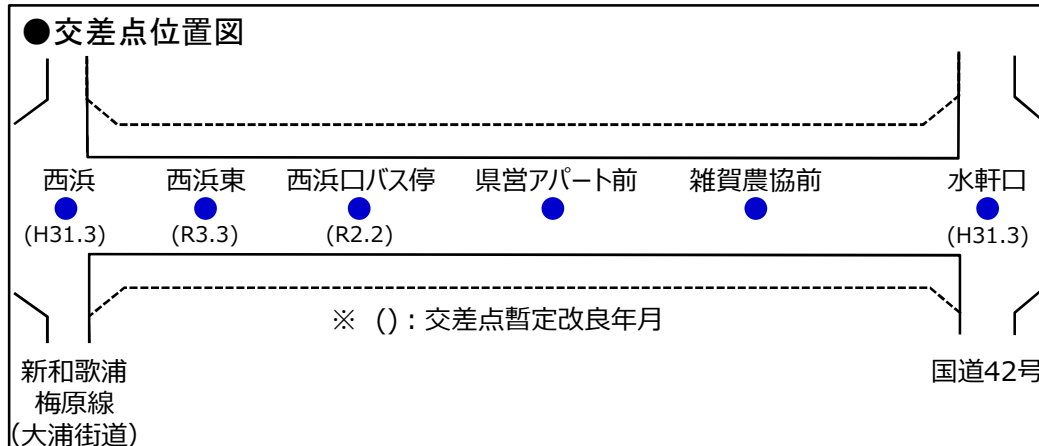 ●交差点位置図
西浜 西浜東 西浜口バス停 県営アパート前 雑賀農協前 水軒口
(H31.3) (R3.3) (R2.2) (H31.3)
※ () : 交差点暫定改良年月
新和歌浦
梅原線
(大浦街道)
国道42号